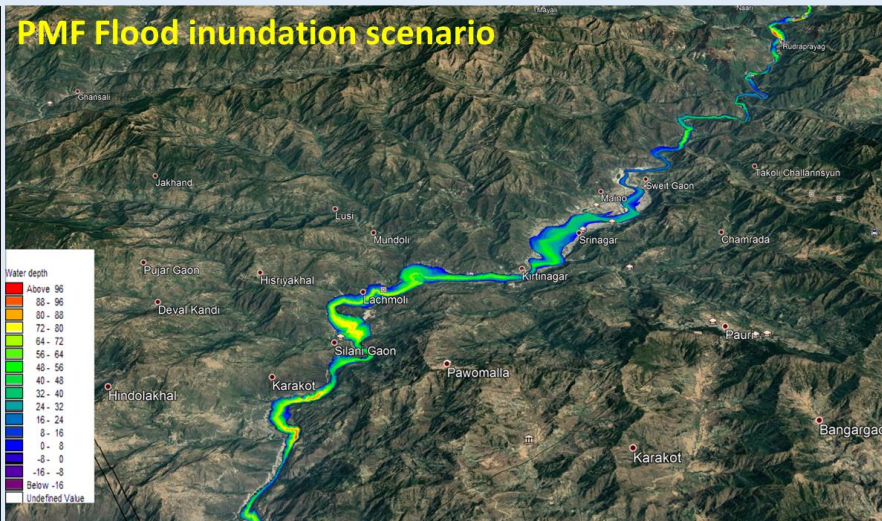 PMF Flood inundation scenario
Mayali
Naari
Rudraprayag
Ghansali
Takoli Challannsyun
Jakhand
Sweit Gaon
Lusi
Mundoli
Srinagar
Chamrada
Pujar Gaon
Hisriyakhal
Kirtinagar
Lachmoli
Deval Kandi
Pauri
Silani Gaon
Pawomalla
Karakot
Hindolakhal
Bangargao
Karakot
Water depth
Above 96
88 - 96
80 - 88
72 - 80
64 - 72
56 - 64
48 - 56
40 - 48
32 - 40
24 - 32
16 - 24
8 - 16
0 - 8
-8 - 0
-16 - -8
Below -16
Undefined Value